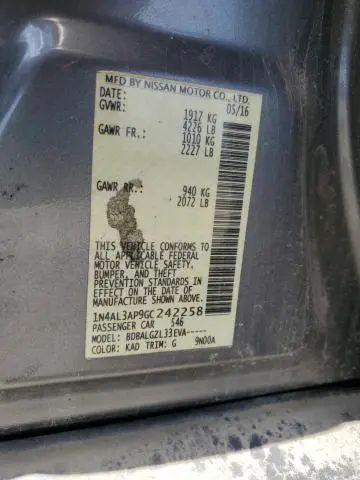 MFD BY NISSAN MOTOR CO., LTD.
DATE: 05/16
GVWR: 1917 KG
4226 LB
GAWR FR.: 1010 KG
2227 LB
GAWR RR.: 940 KG
2072 LB
THIS VEHICLE CONFORMS TO
ALL APPLICABLE FEDERAL
MOTOR VEHICLE SAFETY,
BUMPER, AND THEFT
PREVENTION STANDARDS IN
EFFECT ON THE DATE OF
MANUFACTURE SHOWN ABOVE.
1N4AL3AP9GC242258
PASSENGER CAR 546
MODEL: BDBALGZL33EVA-----
COLOR: KAD TRIM: G 9N00A